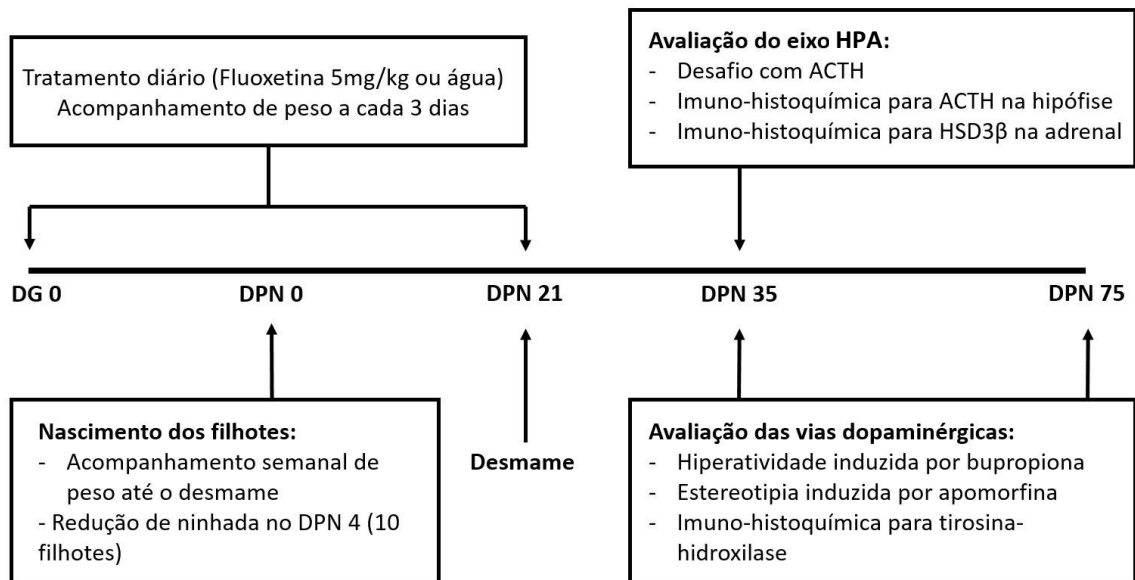 Tratamento diário (Fluoxetina 5mg/kg ou água)
Acompanhamento de peso a cada 3 dias
Avaliação do eixo HPA:
- Desafio com ACTH
- Imuno-histoquímica para ACTH na hipófise
- Imuno-histoquímica para HSD3β na adrenal
DG 0 DPN 0 DPN 21 DPN 35 DPN 75
Nascimento dos filhotes:
- Acompanhamento semanal de
peso até o desmame
- Redução de ninhada no DPN 4 (10
filhotes)
Desmame
Avaliação das vias dopaminérgicas:
- Hiperatividade induzida por bupropiona
- Estereotipia induzida por apomorfina
- Imuno-histoquímica para tirosina-
hidroxilase